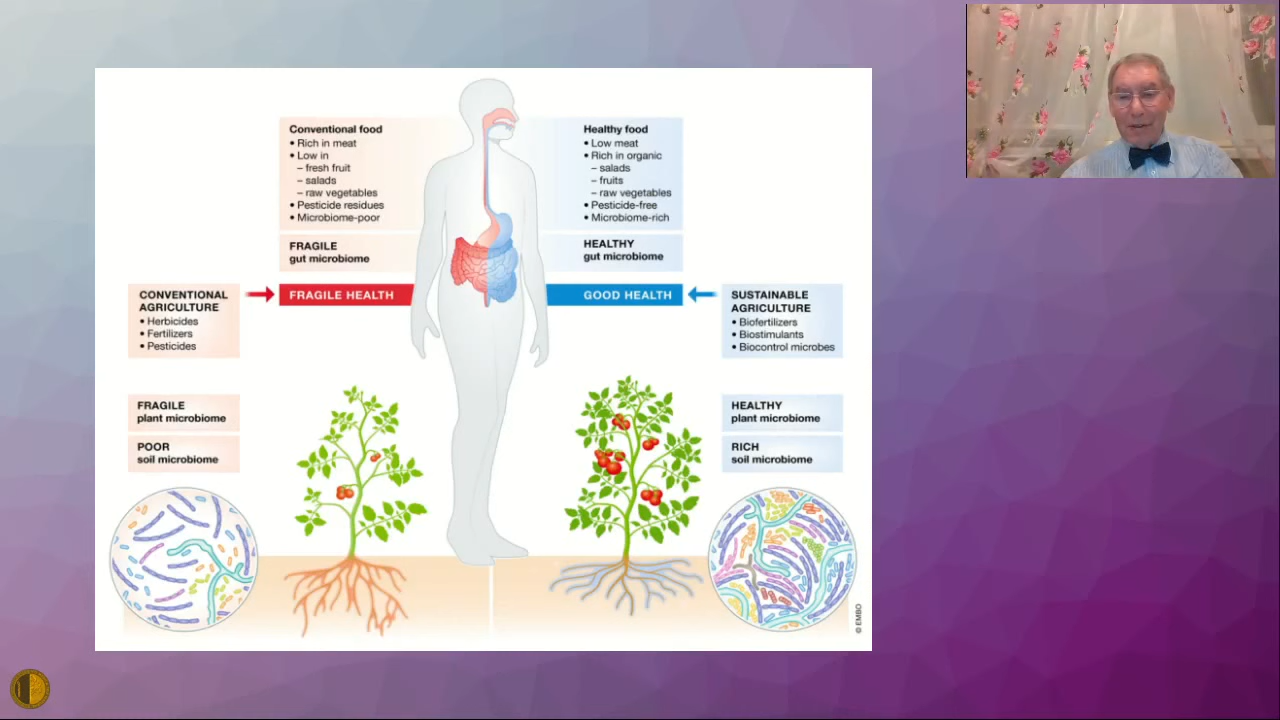 Conventional food
• Rich in meat
• Low in
– fresh fruit
– salads
– raw vegetables
• Pesticide residues
• Microbiome-poor
FRAGILE
gut microbiome
FRAGILE HEALTH
Healthy food
• Low meat
• Rich in organic
– salads
– fruits
– raw vegetables
• Pesticide-free
• Microbiome-rich
HEALTHY
gut microbiome
GOOD HEALTH
CONVENTIONAL
AGRICULTURE
• Herbicides
• Fertilizers
• Pesticides
FRAGILE
plant microbiome
POOR
soil microbiome
SUSTAINABLE
AGRICULTURE
• Biofertilizers
• Biostimulants
• Biocontrol microbes
HEALTHY
plant microbiome
RICH
soil microbiome
© EMBO